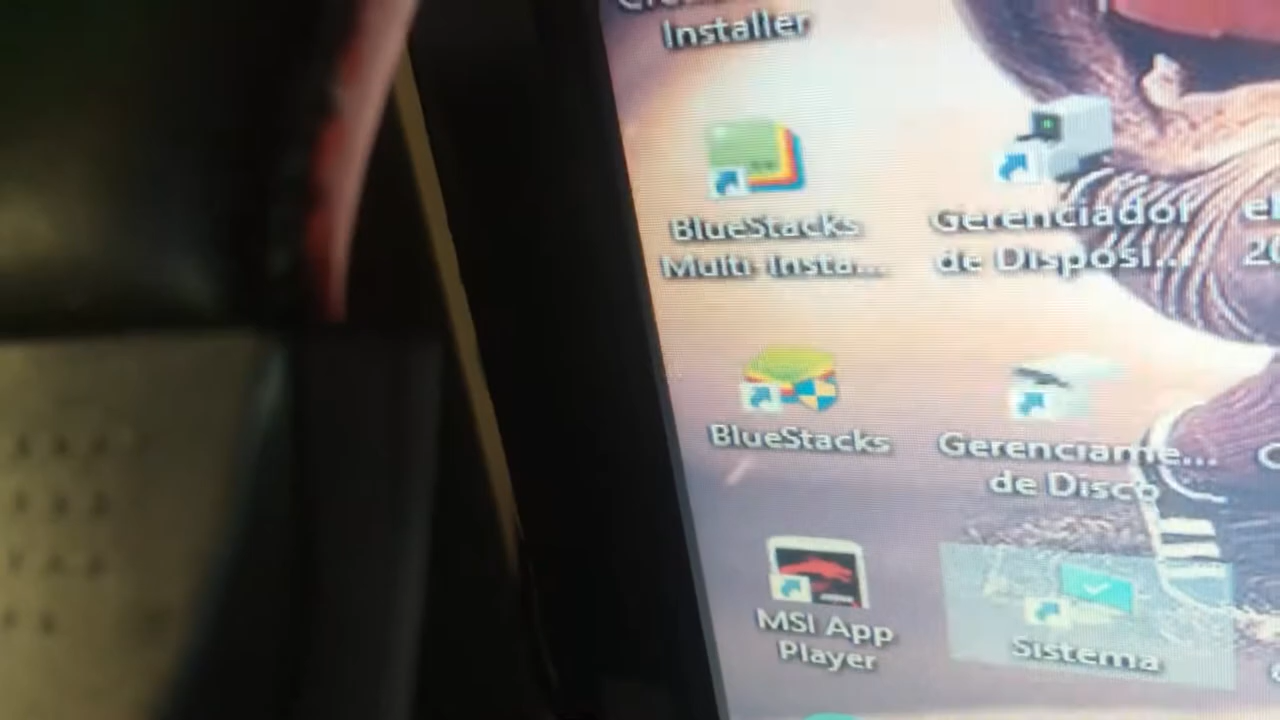 Installer
BlueStacks
Multi-Insta...
Gerenciador
de Disposi...
BlueStacks
Gerenciame...
de Disco
MSI App
Player
Sistema